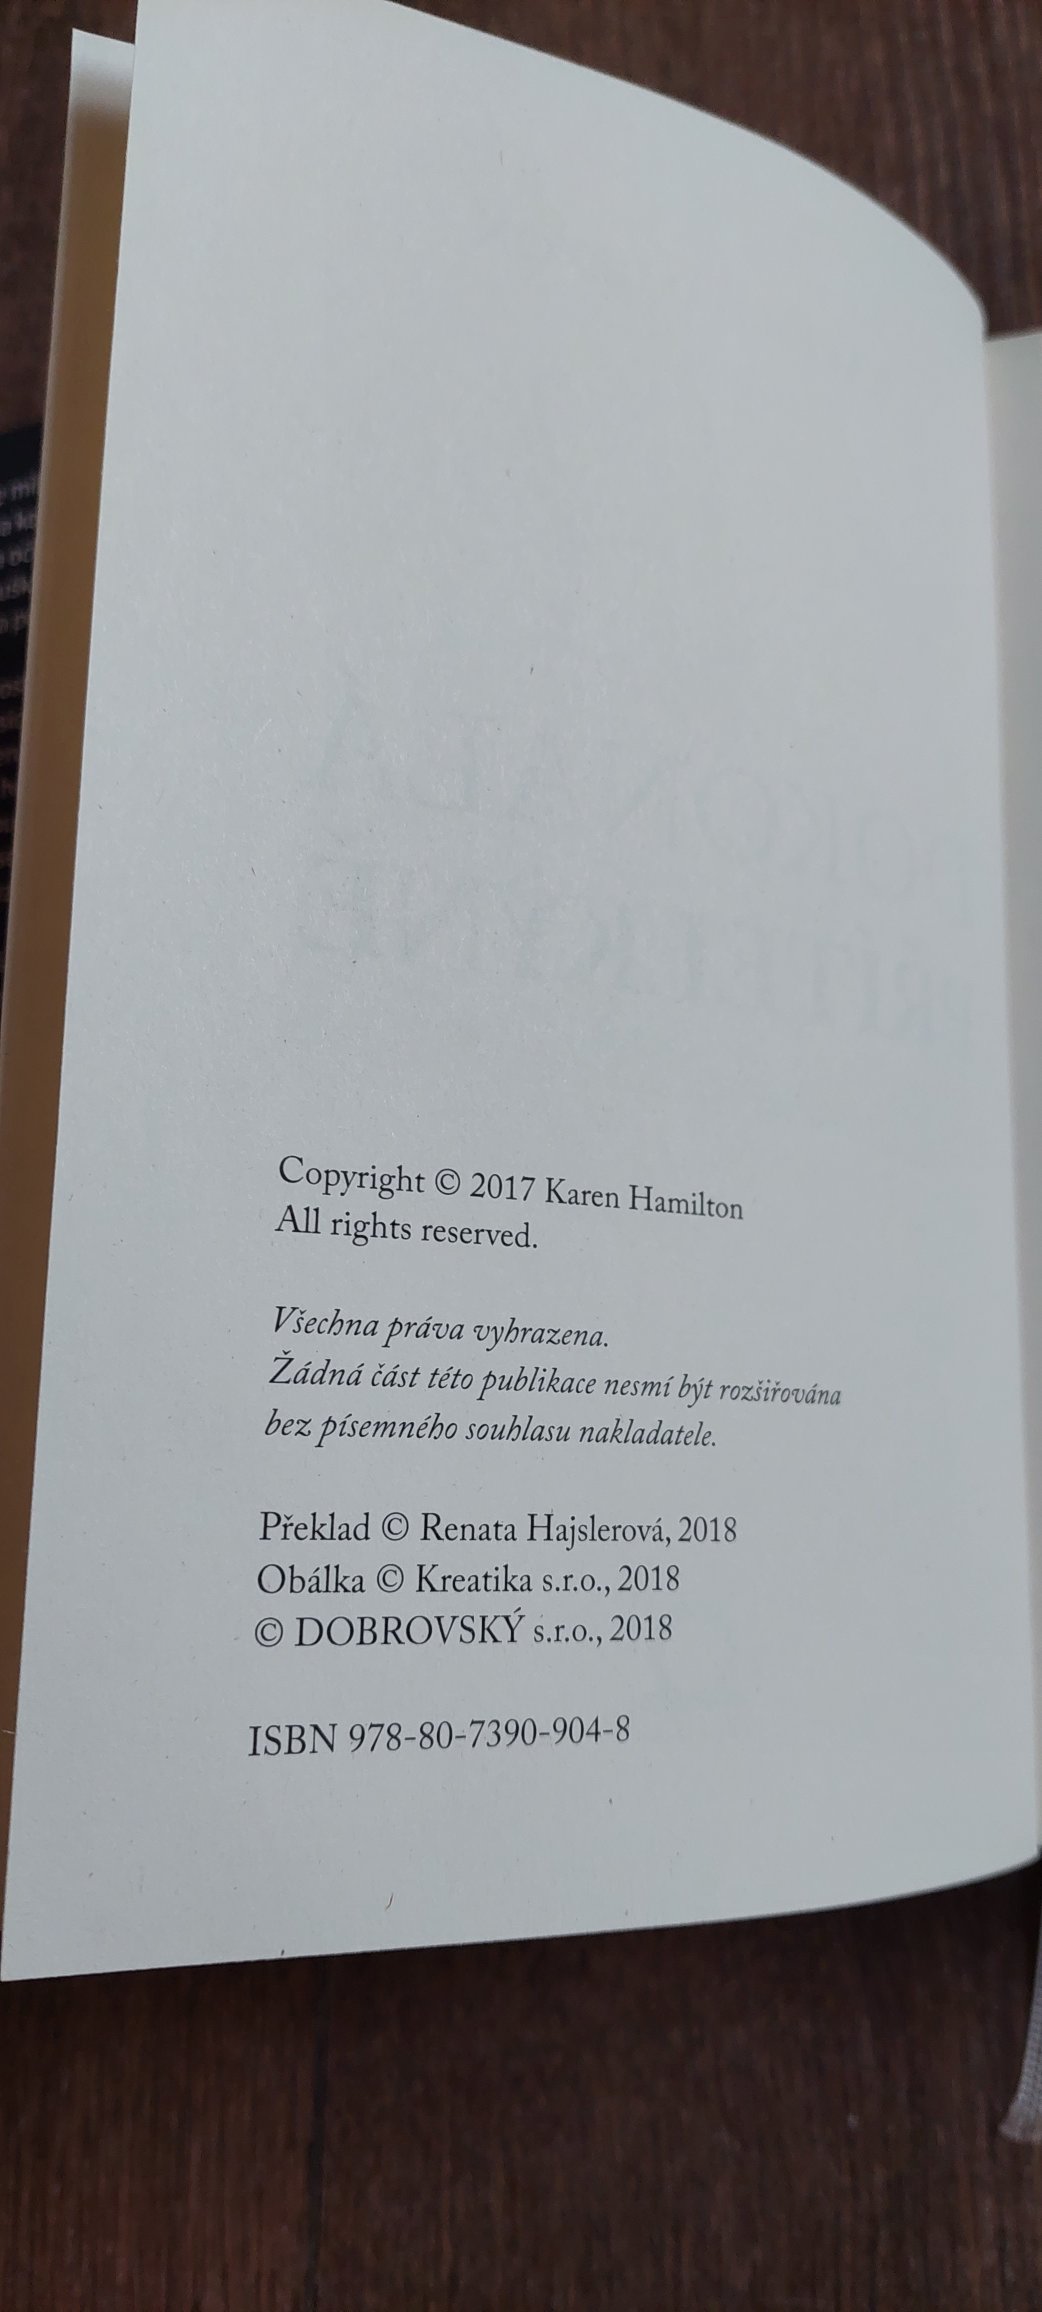 Copyright © 2017 Karen Hamilton
All rights reserved.
Všechna práva vyhrazena.
Žádná část této publikace nesmí být rozšiřována
bez písemného souhlasu nakladatele.
Překlad © Renata Hajslerová, 2018
Obálka © Kreatika s.r.o., 2018
© DOBROVSKÝ s.r.o., 2018
ISBN 978-80-7390-904-8